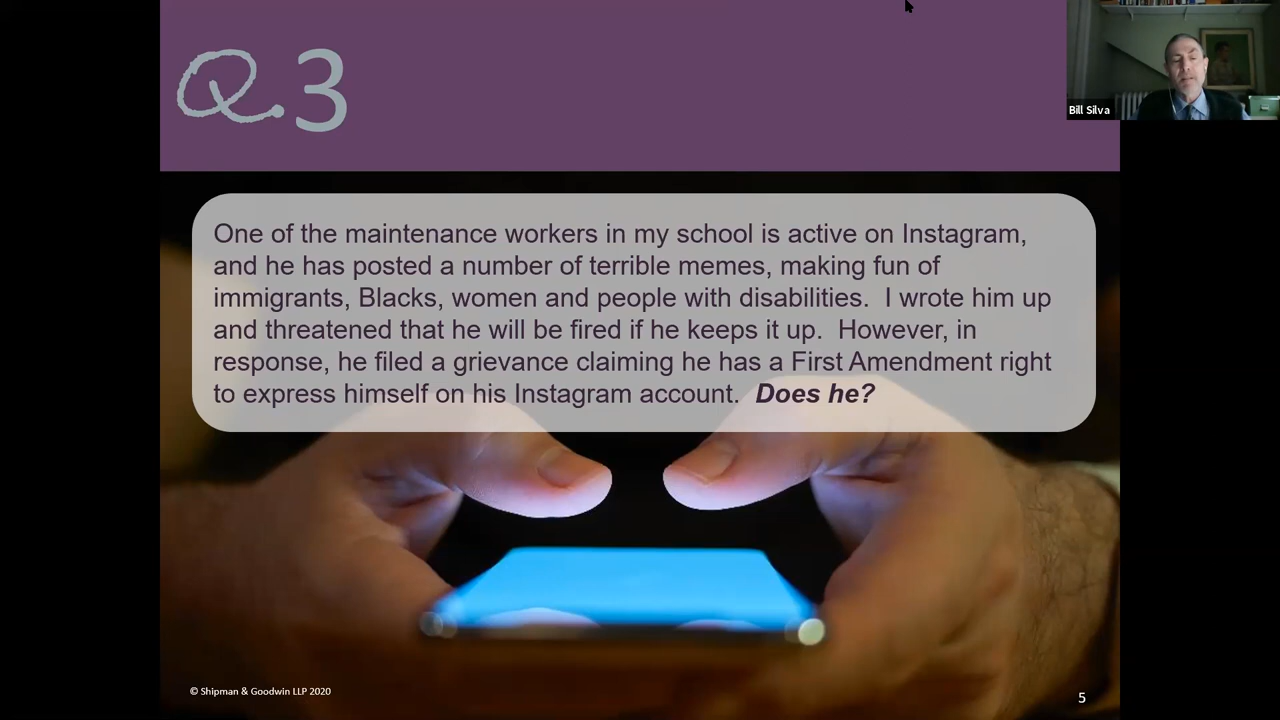 Q.3
Bill Silva
One of the maintenance workers in my school is active on Instagram,
and he has posted a number of terrible memes, making fun of
immigrants, Blacks, women and people with disabilities.  I wrote him up
and threatened that he will be fired if he keeps it up.  However, in
response, he filed a grievance claiming he has a First Amendment right
to express himself on his Instagram account.  Does he?
© Shipman & Goodwin LLP 2020
5